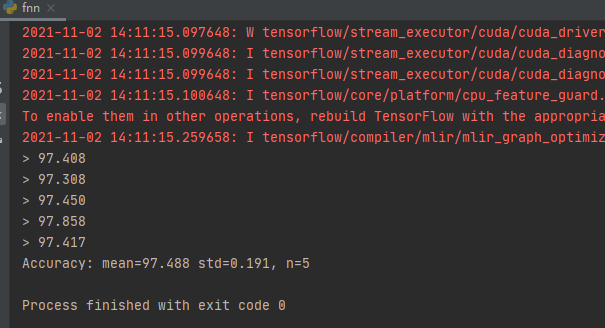 fnn
2021-11-02 14:11:15.097648: W tensorflow/stream_executor/cuda/cuda_driver
2021-11-02 14:11:15.099648: I tensorflow/stream_executor/cuda/cuda_diagno
2021-11-02 14:11:15.099648: I tensorflow/stream_executor/cuda/cuda_diagno
2021-11-02 14:11:15.100648: I tensorflow/core/platform/cpu_feature_guard.
To enable them in other operations, rebuild TensorFlow with the appropria
2021-11-02 14:11:15.259658: I tensorflow/compiler/mlir/mlir_graph_optimiz
> 97.408
> 97.308
> 97.450
> 97.858
> 97.417
Accuracy: mean=97.488 std=0.191, n=5
Process finished with exit code 0